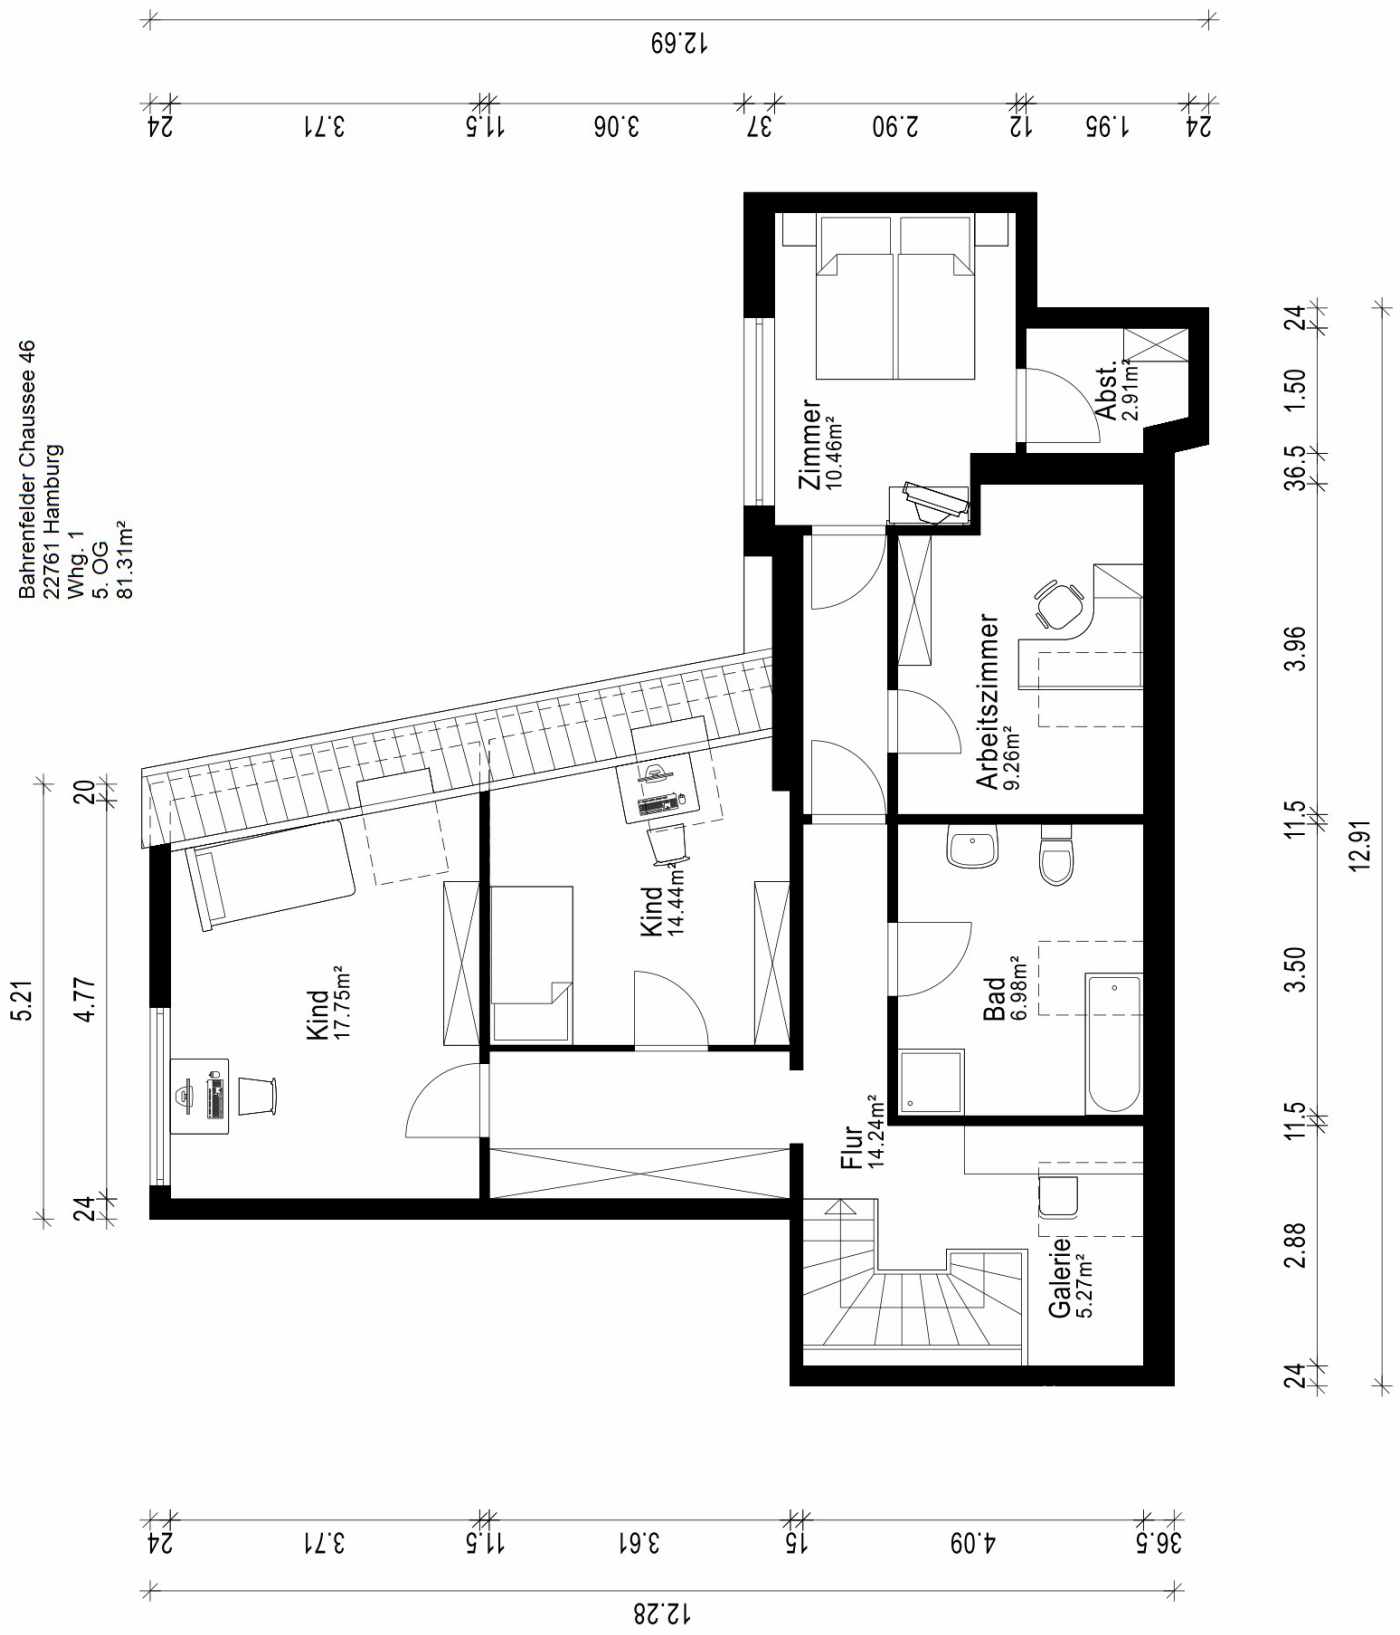 Bahrenfelder Chaussee 46
22761 Hamburg
Whg. 1
5. OG
81.31m²
12.69
24
3.71
11.5
3.06
37
2.90
12
1.95
24
Zimmer
10.46m²
Abst.
2.91m²
Arbeitszimmer
9.26m²
Kind
14.44m²
Kind
17.75m²
Bad
6.98m²
Flur
14.24m²
Galerie
5.27m²
5.21
20
4.77
24
24
1.50
36.5
3.96
11.5
3.50
11.5
2.88
24
12.91
24
3.71
11.5
3.61
15
4.09
36.5
12.28